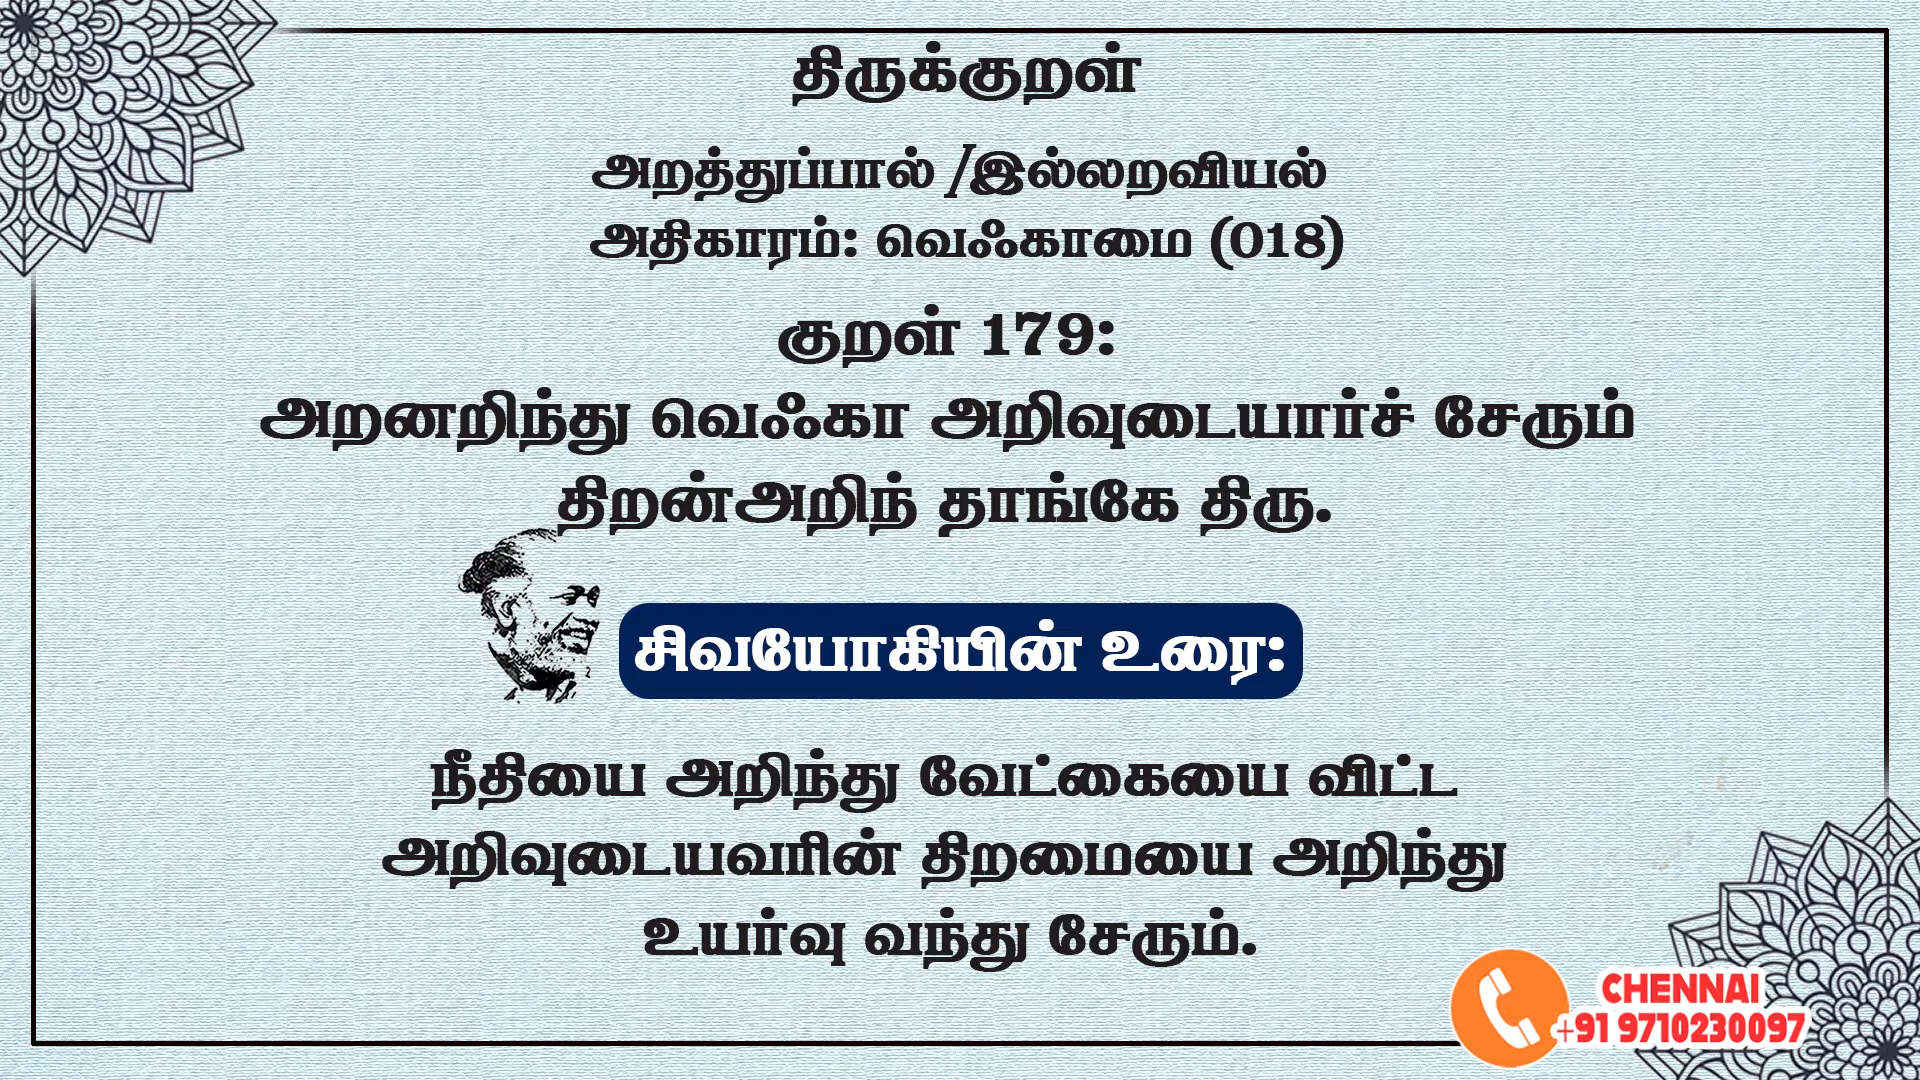 திருக்குறள்
அறத்துப்பால் /இல்லறவியல்
அதிகாரம்: வெஃகாமை (018)
குறள் 179:
அறனறிந்து வெஃகா அறிவுடையார்ச் சேரும்
திறன்அறிந் தாங்கே திரு.
சிவயோகியின் உரை:
நீதியை அறிந்து வேட்கையை விட்ட
அறிவுடையவரின் திறமையை அறிந்து
உயர்வு வந்து சேரும்.
CHENNAI
+91 9710230097